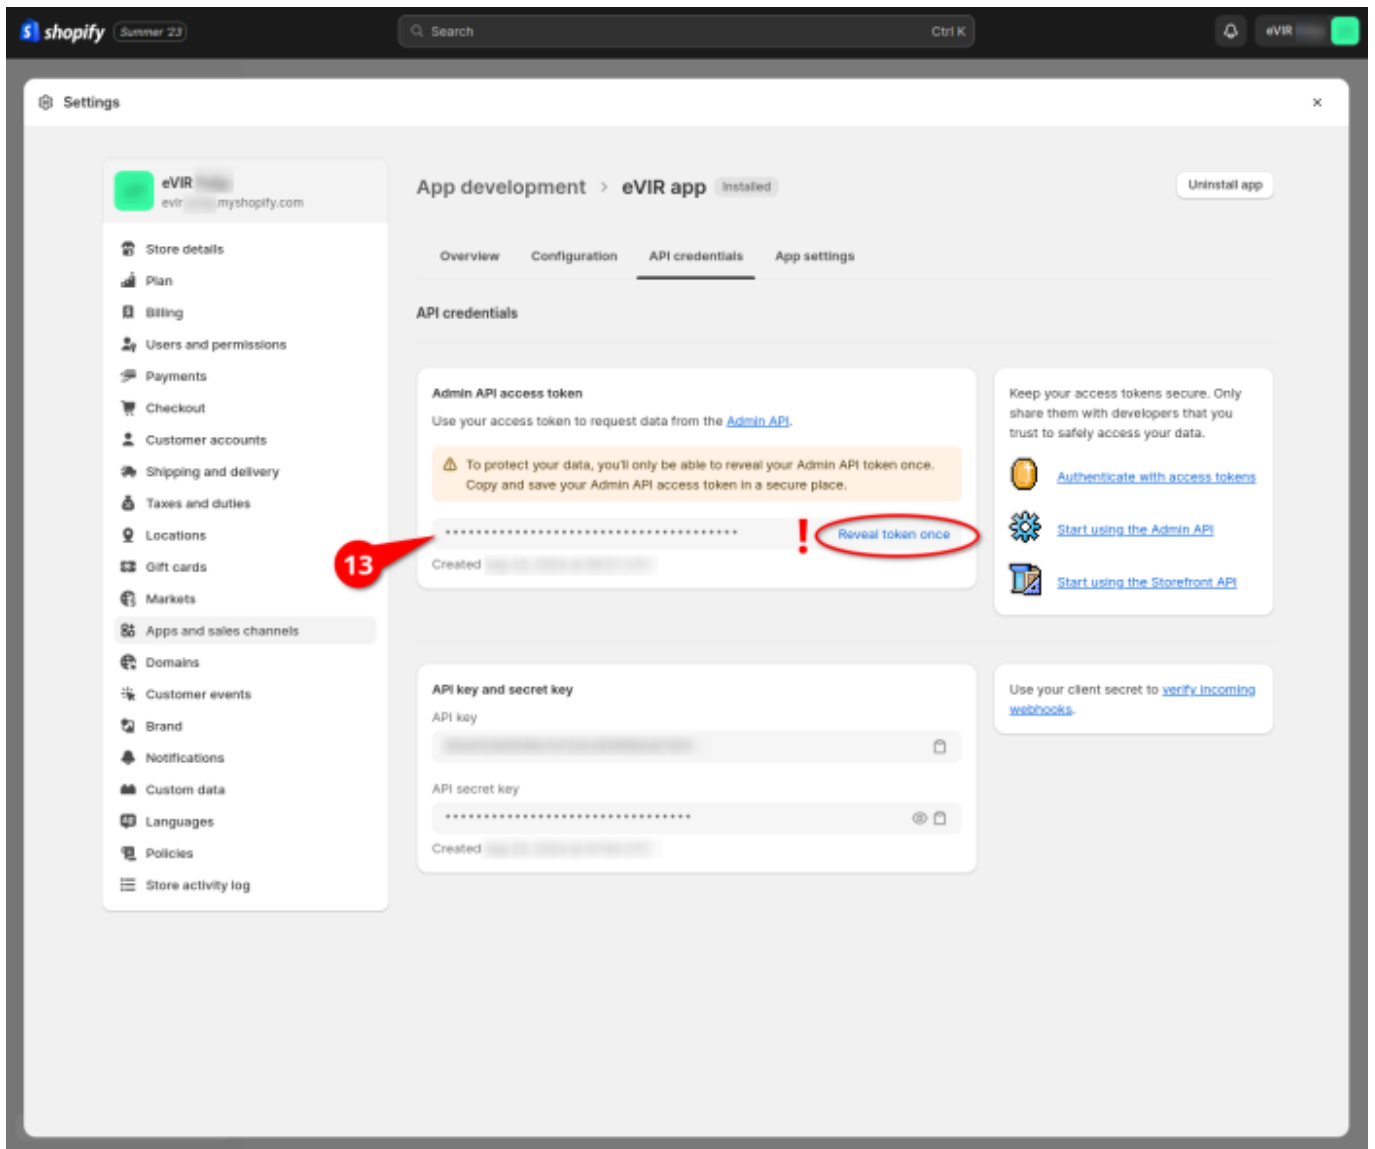 shopify Summer '23
Search Ctrl K
eVIR
Settings
eVIR
evir myshopify.com
Store details
Plan
Billing
Users and permissions
Payments
Checkout
Customer accounts
Shipping and delivery
Taxes and duties
Locations
Gift cards
Markets
Apps and sales channels
Domains
Customer events
Brand
Notifications
Custom data
Languages
Policies
Store activity log
App development > eVIR app Installed
Uninstall app
Overview Configuration API credentials App settings
API credentials
Admin API access token
Use your access token to request data from the Admin API.
To protect your data, you'll only be able to reveal your Admin API token once.
Copy and save your Admin API access token in a secure place.
13
! Reveal token once
Created
Keep your access tokens secure. Only
share them with developers that you
trust to safely access your data.
Authenticate with access tokens
Start using the Admin API
Start using the Storefront API
API key and secret key
API key
API secret key
Created
Use your client secret to verify incoming
webhooks.